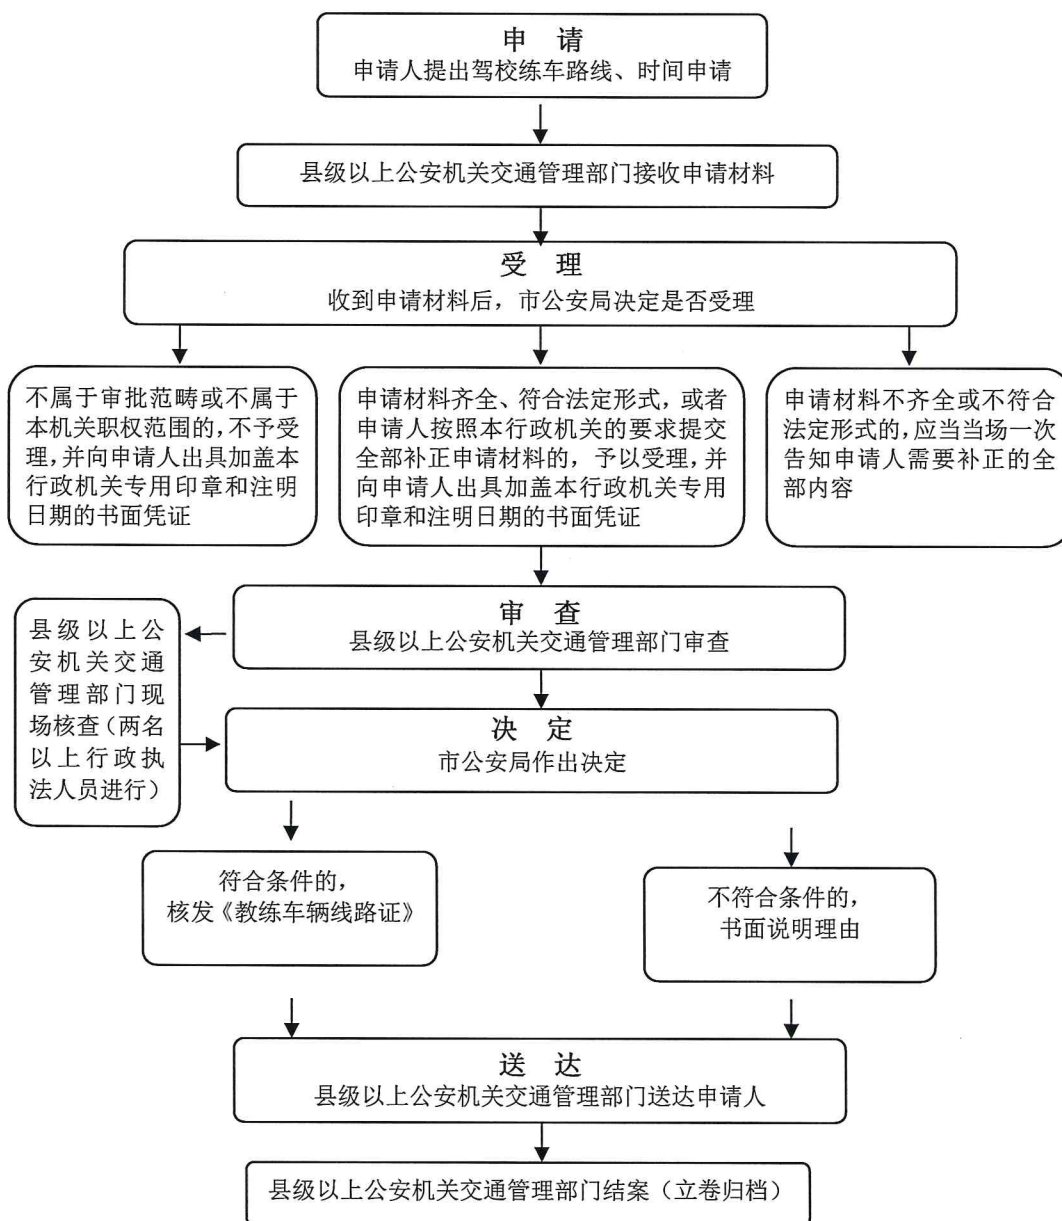 申 请
申请人提出驾校练车路线、时间申请
县级以上公安机关交通管理部门接收申请材料
受 理
收到申请材料后，市公安局决定是否受理
不属于审批范畴或不属于
本机关职权范围的，不予受
理，并向申请人出具加盖本
行政机关专用印章和注明
日期的书面凭证
申请材料齐全、符合法定形式，或者
申请人按照本行政机关的要求提交
全部补正申请材料的，予以受理，并
向申请人出具加盖本行政机关专用
印章和注明日期的书面凭证
申请材料不齐全或不符合
法定形式的，应当当场一次
告知申请人需要补正的全
部内容
审 查
县级以上公安机关交通管理部门审查
县级以上公
安机关交通
管理部门现
场核查（两名
以上行政执
法人员进行）
决 定
市公安局作出决定
符合条件的，
核发《教练车辆线路证》
不符合条件的，
书面说明理由
送 达
县级以上公安机关交通管理部门送达申请人
县级以上公安机关交通管理部门结案（立卷归档）